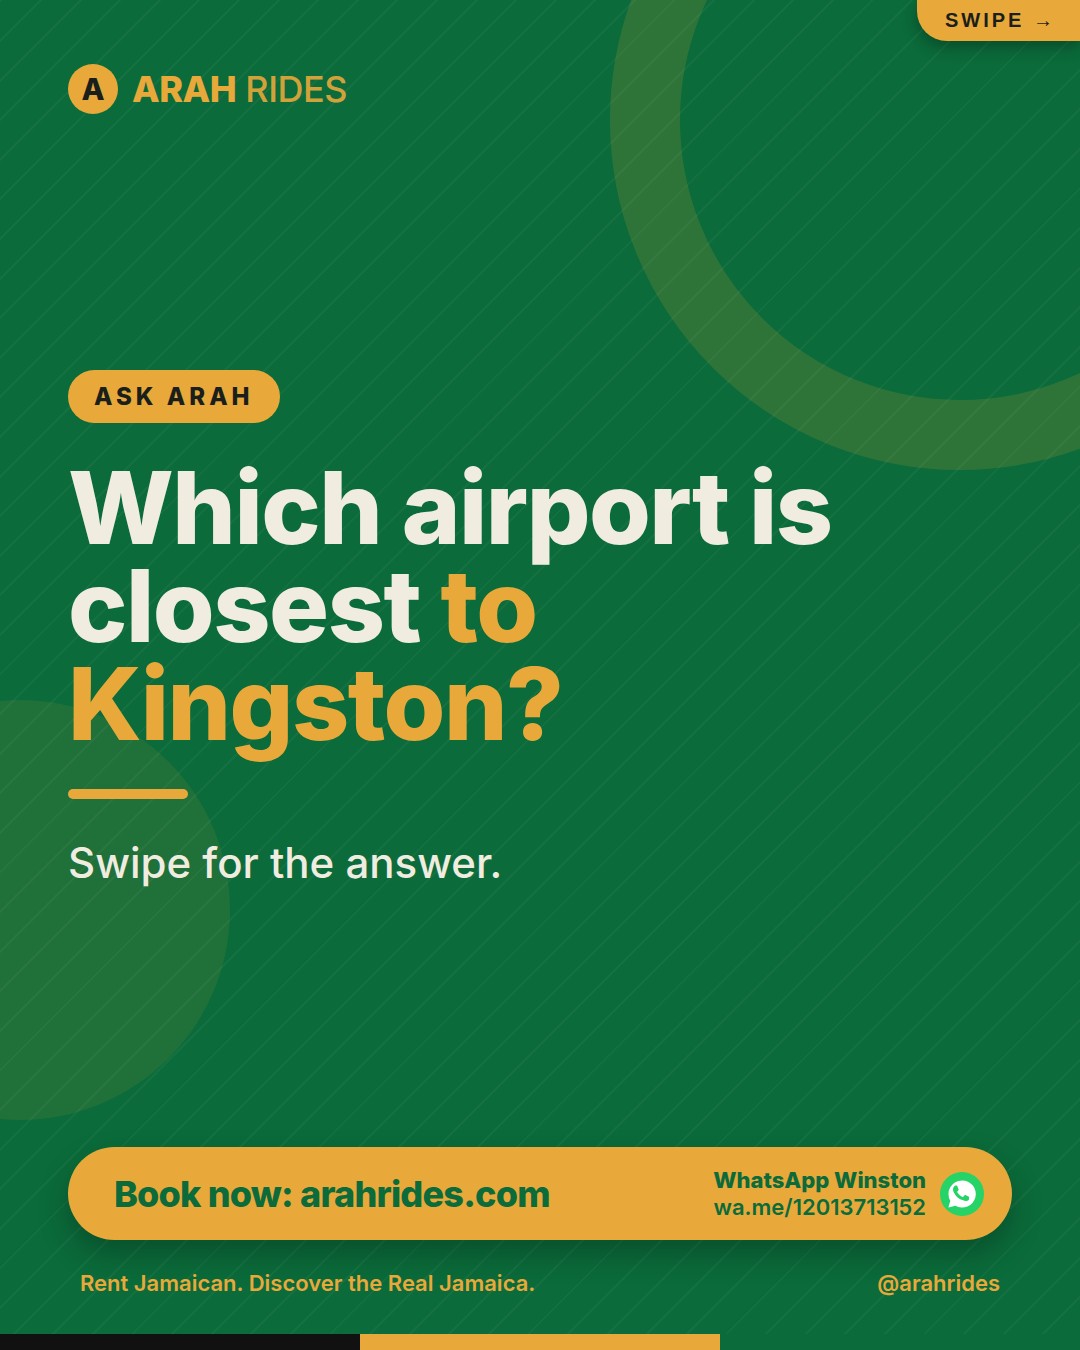 SWIPE →
A ARAH RIDES
ASK ARAH
Which airport is
closest to
Kingston?
Swipe for the answer.
Book now: arahrides.com
WhatsApp Winston
wa.me/12013713152
Rent Jamaican. Discover the Real Jamaica.
@arahrides